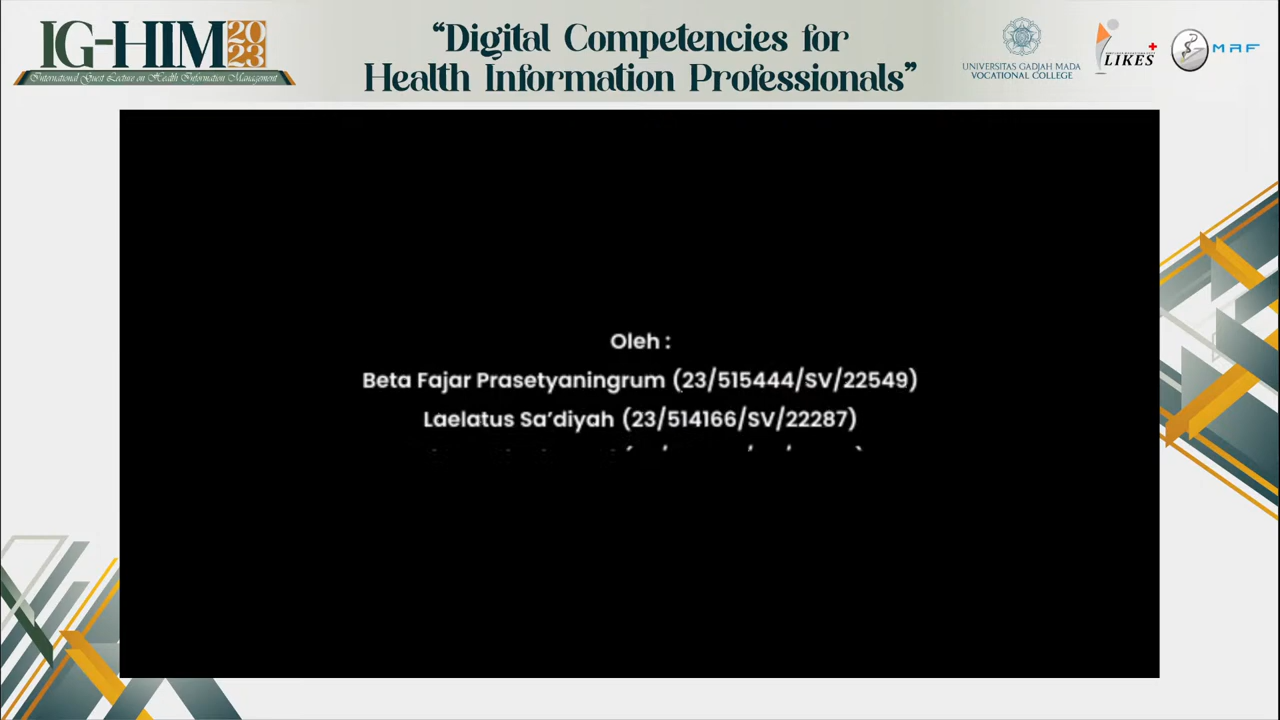 IG-HIM 2023
International Guest Lecture on Health Information Management
“Digital Competencies for
Health Information Professionals”
UNIVERSITAS GADJAH MADA
VOCATIONAL COLLEGE
LIKES
MRF
Oleh :
Beta Fajar Prasetyaningrum (23/515444/SV/22549)
Laelatus Sa’diyah (23/514166/SV/22287)